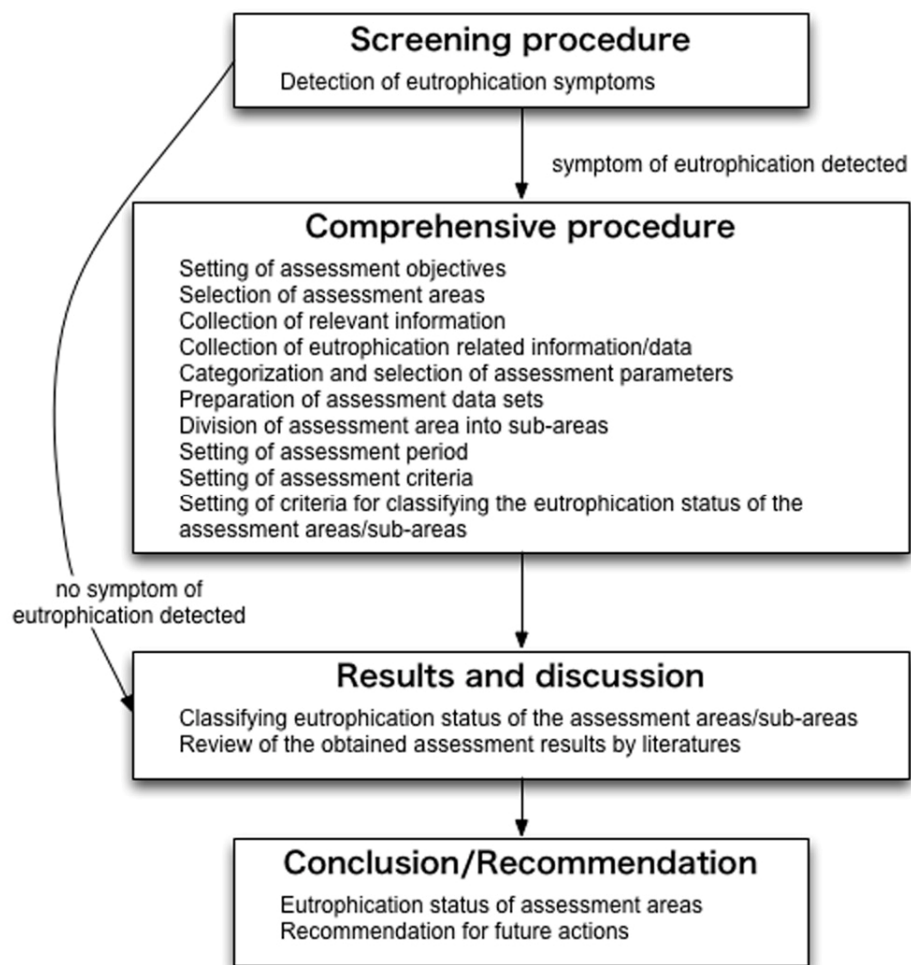 Screening procedure
Detection of eutrophication symptoms
symptom of eutrophication detected
Comprehensive procedure
Setting of assessment objectives
Selection of assessment areas
Collection of relevant information
Collection of eutrophication related information/data
Categorization and selection of assessment parameters
Preparation of assessment data sets
Division of assessment area into sub-areas
Setting of assessment period
Setting of assessment criteria
Setting of criteria for classifying the eutrophication status of the
assessment areas/sub-areas
no symptom of
eutrophication detected
Results and discussion
Classifying eutrophication status of the assessment areas/sub-areas
Review of the obtained assessment results by literatures
Conclusion/Recommendation
Eutrophication status of assessment areas
Recommendation for future actions